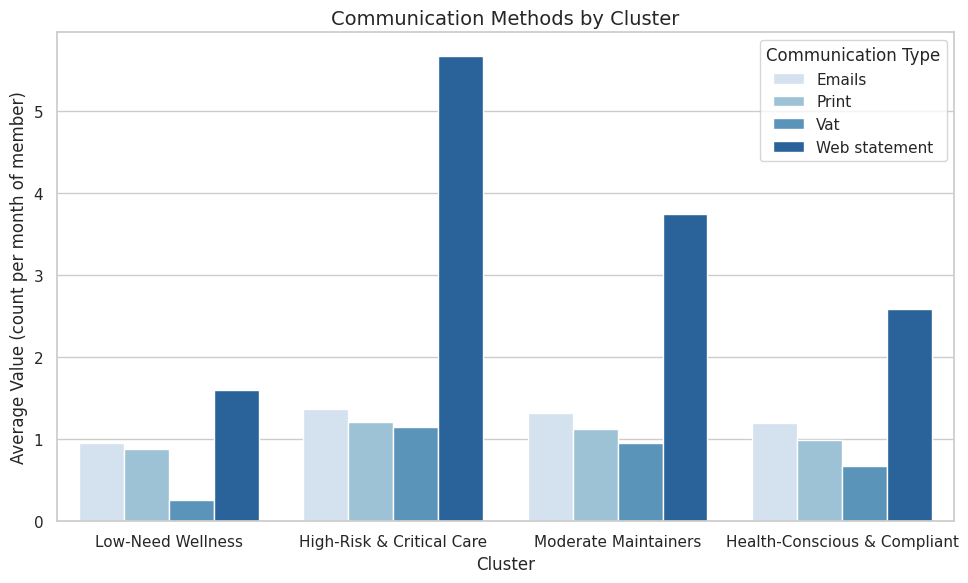 Communication Methods by Cluster
Communication Type
Emails
Print
Vat
Web statement
Average Value (count per month of member)
5
4
3
2
1
0
Low-Need Wellness
High-Risk & Critical Care
Moderate Maintainers
Health-Conscious & Compliant
Cluster